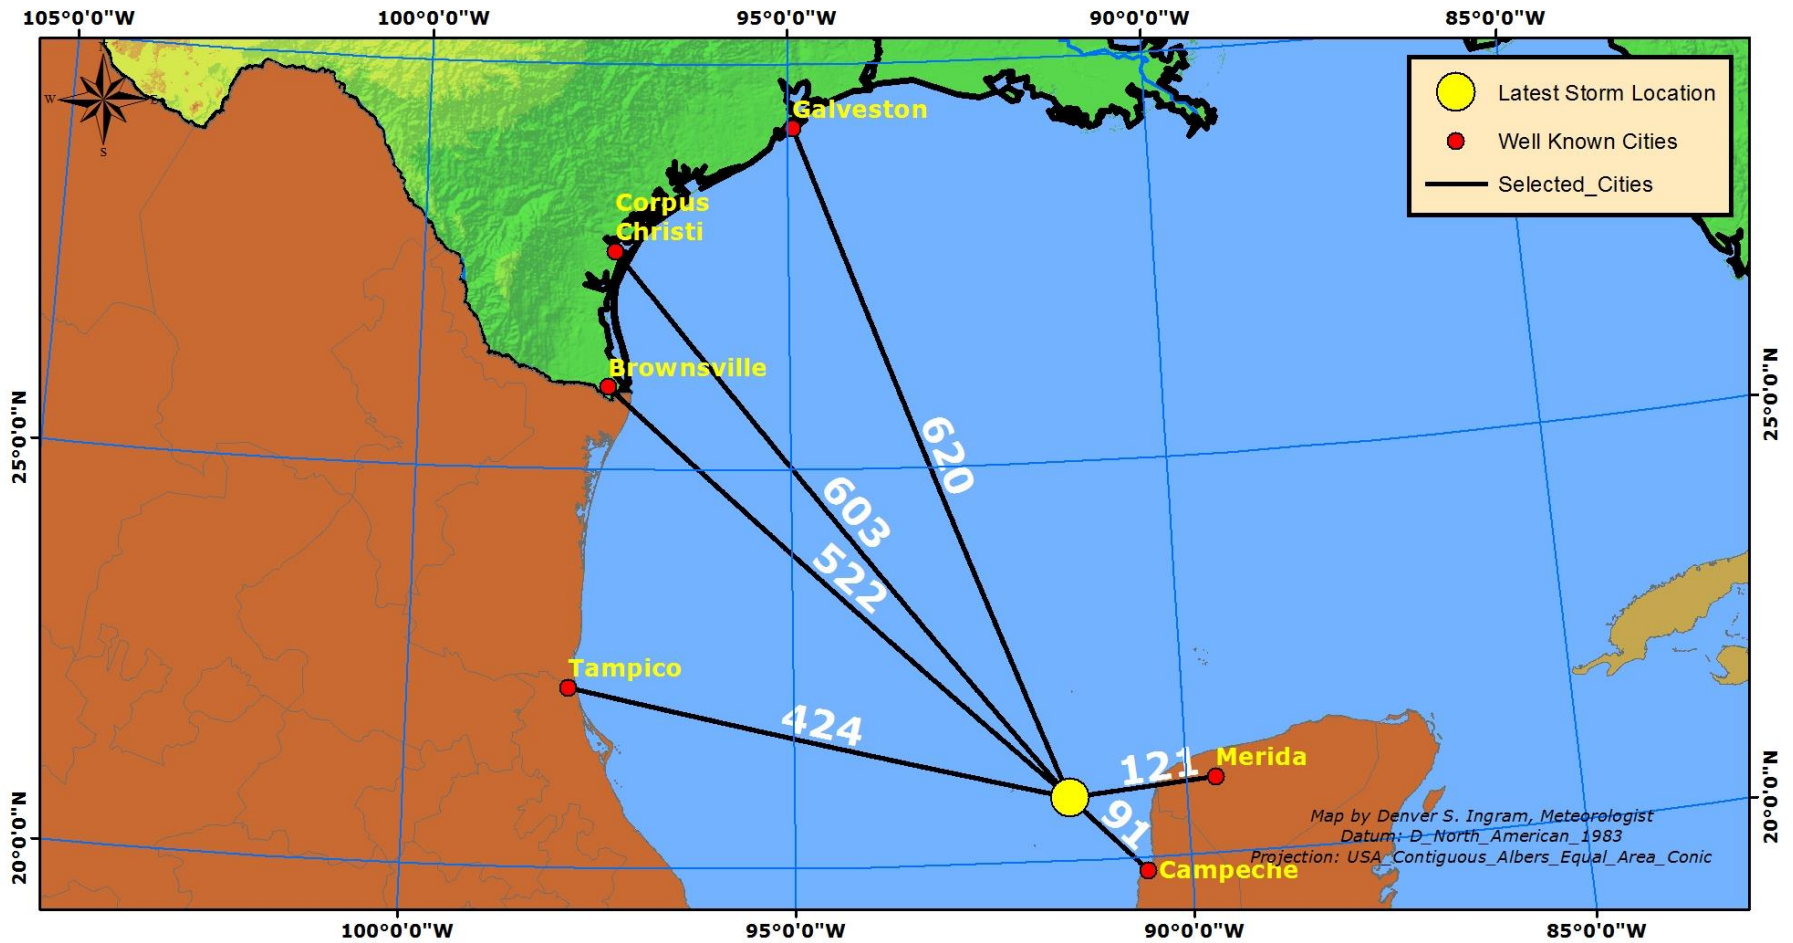 105°0'0"W
100°0'0"W
95°0'0"W
90°0'0"W
85°0'0"W
N
W
E
S
Latest Storm Location
Well Known Cities
Selected_Cities
Galveston
Corpus
Christi
Brownsville
25°0'0"N
25°0'0"N
620
603
522
Tampico
424
121
Merida
91
Campeche
20°0'0"N
20°0'0"N
Map by Denver S. Ingram, Meteorologist
Datum: D_North_American_1983
Projection: USA_Contiguous_Albers_Equal_Area_Conic
100°0'0"W
95°0'0"W
90°0'0"W
85°0'0"W